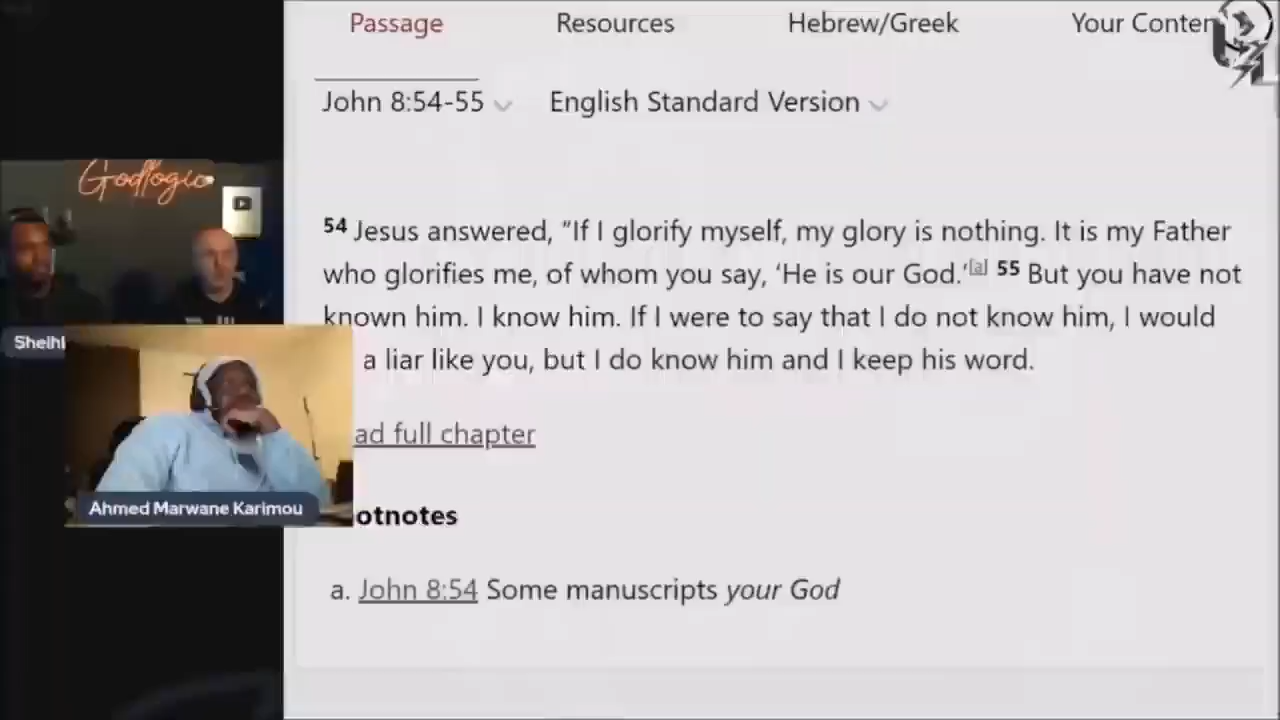 Passage Resources Hebrew/Greek Your Conten
John 8:54-55 English Standard Version
Godlogic
54 Jesus answered, “If I glorify myself, my glory is nothing. It is my Father
who glorifies me, of whom you say, ‘He is our God.’[a] 55 But you have not
known him. I know him. If I were to say that I do not know him, I would
a liar like you, but I do know him and I keep his word.
Sheikh
ad full chapter
Ahmed Marwane Karimou
otnotes
a. John 8:54 Some manuscripts your God